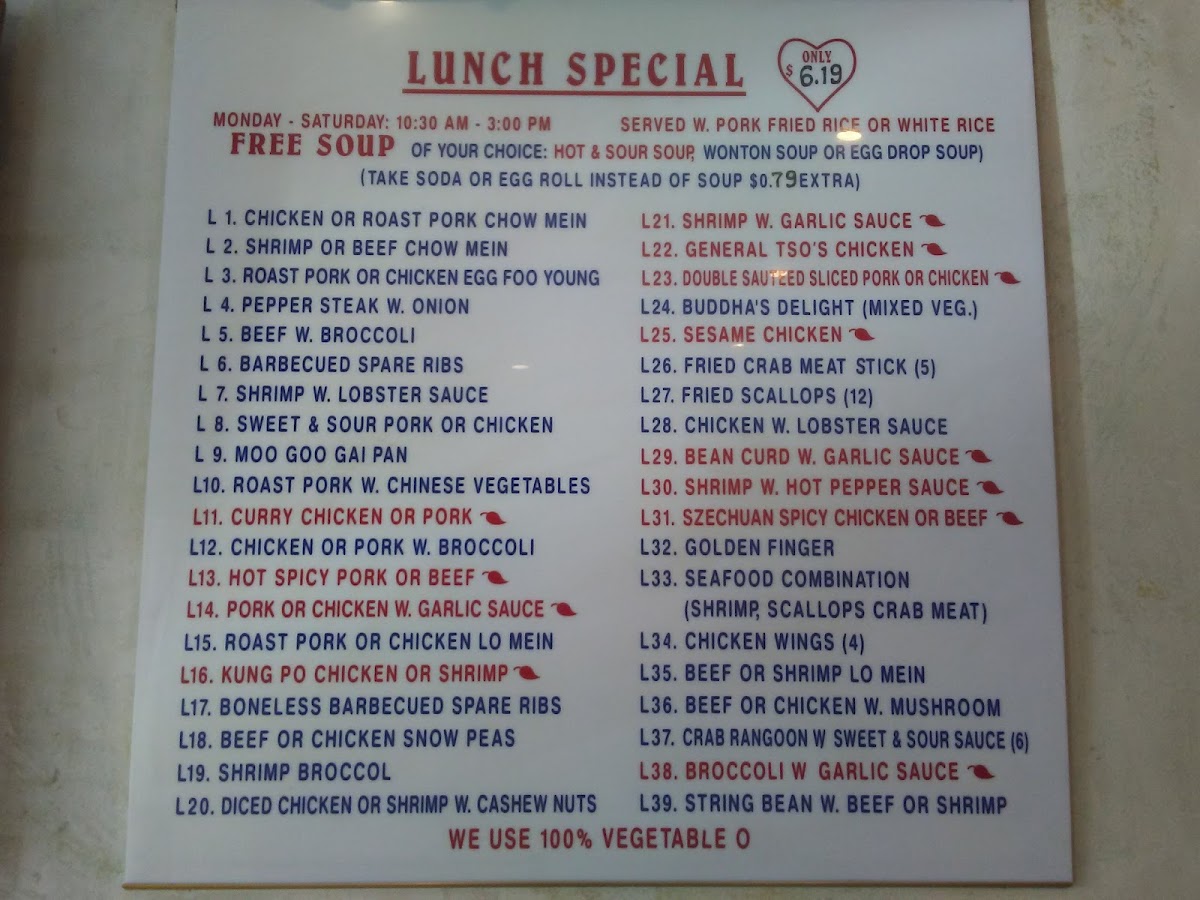 LUNCH SPECIAL
ONLY
$ 6.19
MONDAY - SATURDAY: 10:30 AM - 3:00 PM
SERVED W. PORK FRIED RICE OR WHITE RICE
FREE SOUP OF YOUR CHOICE: HOT & SOUR SOUP, WONTON SOUP OR EGG DROP SOUP)
(TAKE SODA OR EGG ROLL INSTEAD OF SOUP $0.79 EXTRA)
L 1. CHICKEN OR ROAST PORK CHOW MEIN
L 2. SHRIMP OR BEEF CHOW MEIN
L 3. ROAST PORK OR CHICKEN EGG FOO YOUNG
L 4. PEPPER STEAK W. ONION
L 5. BEEF W. BROCCOLI
L 6. BARBECUED SPARE RIBS
L 7. SHRIMP W. LOBSTER SAUCE
L 8. SWEET & SOUR PORK OR CHICKEN
L 9. MOO GOO GAI PAN
L10. ROAST PORK W. CHINESE VEGETABLES
L11. CURRY CHICKEN OR PORK
L12. CHICKEN OR PORK W. BROCCOLI
L13. HOT SPICY PORK OR BEEF
L14. PORK OR CHICKEN W. GARLIC SAUCE
L15. ROAST PORK OR CHICKEN LO MEIN
L16. KUNG PO CHICKEN OR SHRIMP
L17. BONELESS BARBECUED SPARE RIBS
L18. BEEF OR CHICKEN SNOW PEAS
L19. SHRIMP BROCCOL
L20. DICED CHICKEN OR SHRIMP W. CASHEW NUTS
L21. SHRIMP W. GARLIC SAUCE
L22. GENERAL TSO'S CHICKEN
L23. DOUBLE SAUTEED SLICED PORK OR CHICKEN
L24. BUDDHA'S DELIGHT (MIXED VEG.)
L25. SESAME CHICKEN
L26. FRIED CRAB MEAT STICK (5)
L27. FRIED SCALLOPS (12)
L28. CHICKEN W. LOBSTER SAUCE
L29. BEAN CURD W. GARLIC SAUCE
L30. SHRIMP W. HOT PEPPER SAUCE
L31. SZECHUAN SPICY CHICKEN OR BEEF
L32. GOLDEN FINGER
L33. SEAFOOD COMBINATION
(SHRIMP, SCALLOPS CRAB MEAT)
L34. CHICKEN WINGS (4)
L35. BEEF OR SHRIMP LO MEIN
L36. BEEF OR CHICKEN W. MUSHROOM
L37. CRAB RANGOON W SWEET & SOUR SAUCE (6)
L38. BROCCOLI W GARLIC SAUCE
L39. STRING BEAN W. BEEF OR SHRIMP
WE USE 100% VEGETABLE O